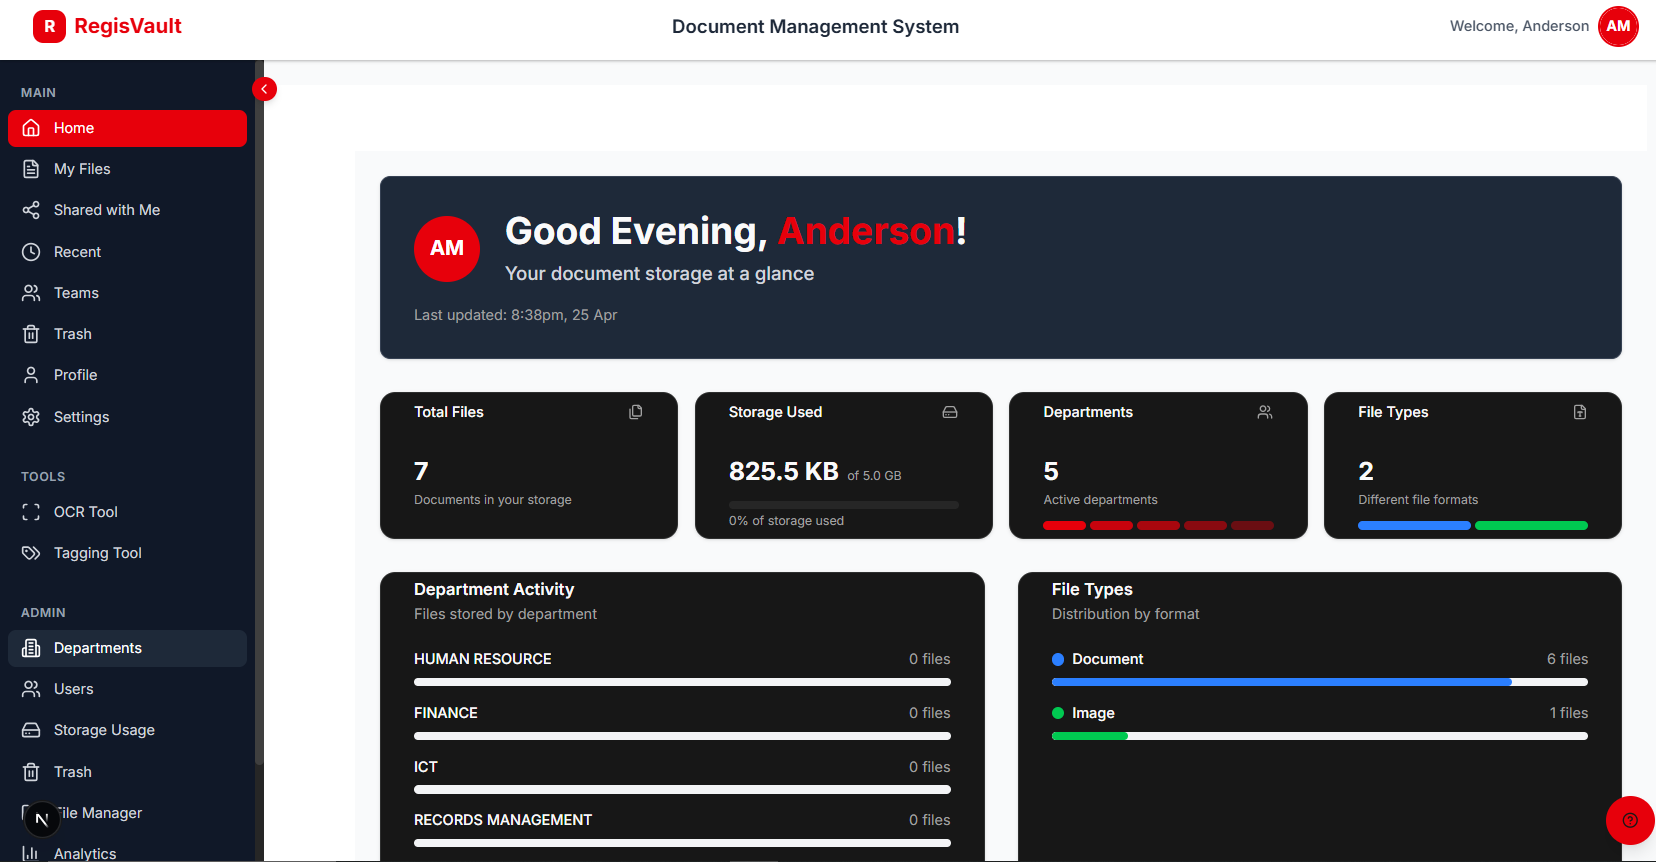 R RegisVault
Document Management System
Welcome, Anderson AM
MAIN
Home
My Files
Shared with Me
Recent
Teams
Trash
Profile
Settings
TOOLS
OCR Tool
Tagging Tool
ADMIN
Departments
Users
Storage Usage
Trash
File Manager
N
Analytics
AM
Good Evening, Anderson!
Your document storage at a glance
Last updated: 8:38pm, 25 Apr
Total Files
7
Documents in your storage
Storage Used
825.5 KB of 5.0 GB
0% of storage used
Departments
5
Active departments
File Types
2
Different file formats
Department Activity
Files stored by department
HUMAN RESOURCE 0 files
FINANCE 0 files
ICT 0 files
RECORDS MANAGEMENT 0 files
File Types
Distribution by format
Document 6 files
Image 1 files